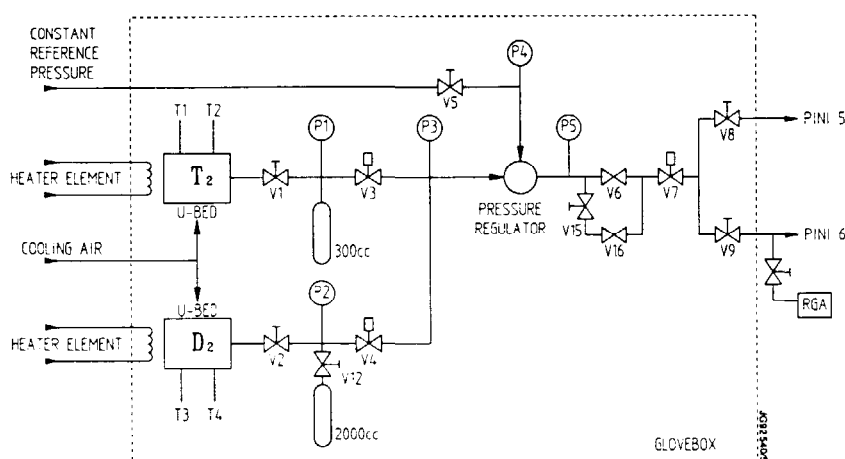 CONSTANT
REFERENCE
PRESSURE
P4
V5
T1 T2
P1
P3
P5
V8
PINI 5
HEATER ELEMENT
T₂
U-BED
V1
V3
300cc
PRESSURE
REGULATOR
V6
V7
V15
V16
V9
PINI 6
RGA
COOLING AIR
U-BED
D₂
HEATER ELEMENT
T3 T4
P2
V2
V4
V12
2000cc
GLOVEBOX